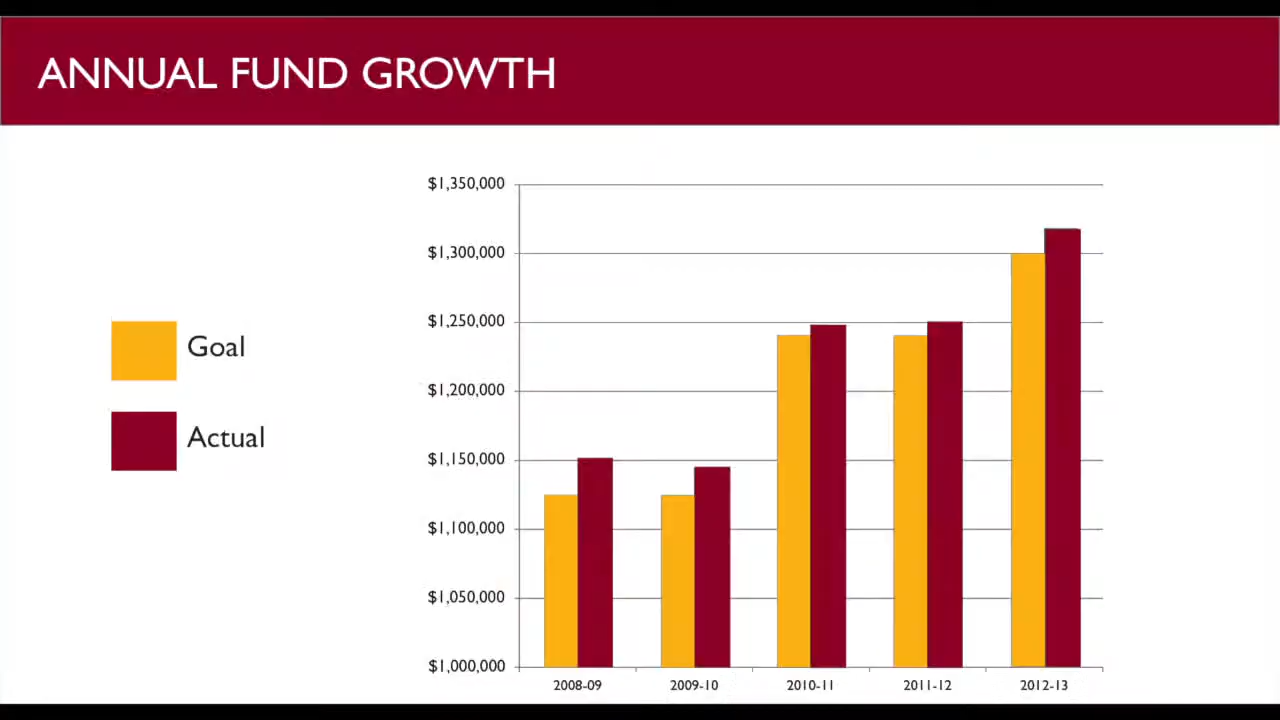 ANNUAL FUND GROWTH
Goal
Actual
$1,350,000
$1,300,000
$1,250,000
$1,200,000
$1,150,000
$1,100,000
$1,050,000
$1,000,000
2008-09 2009-10 2010-11 2011-12 2012-13